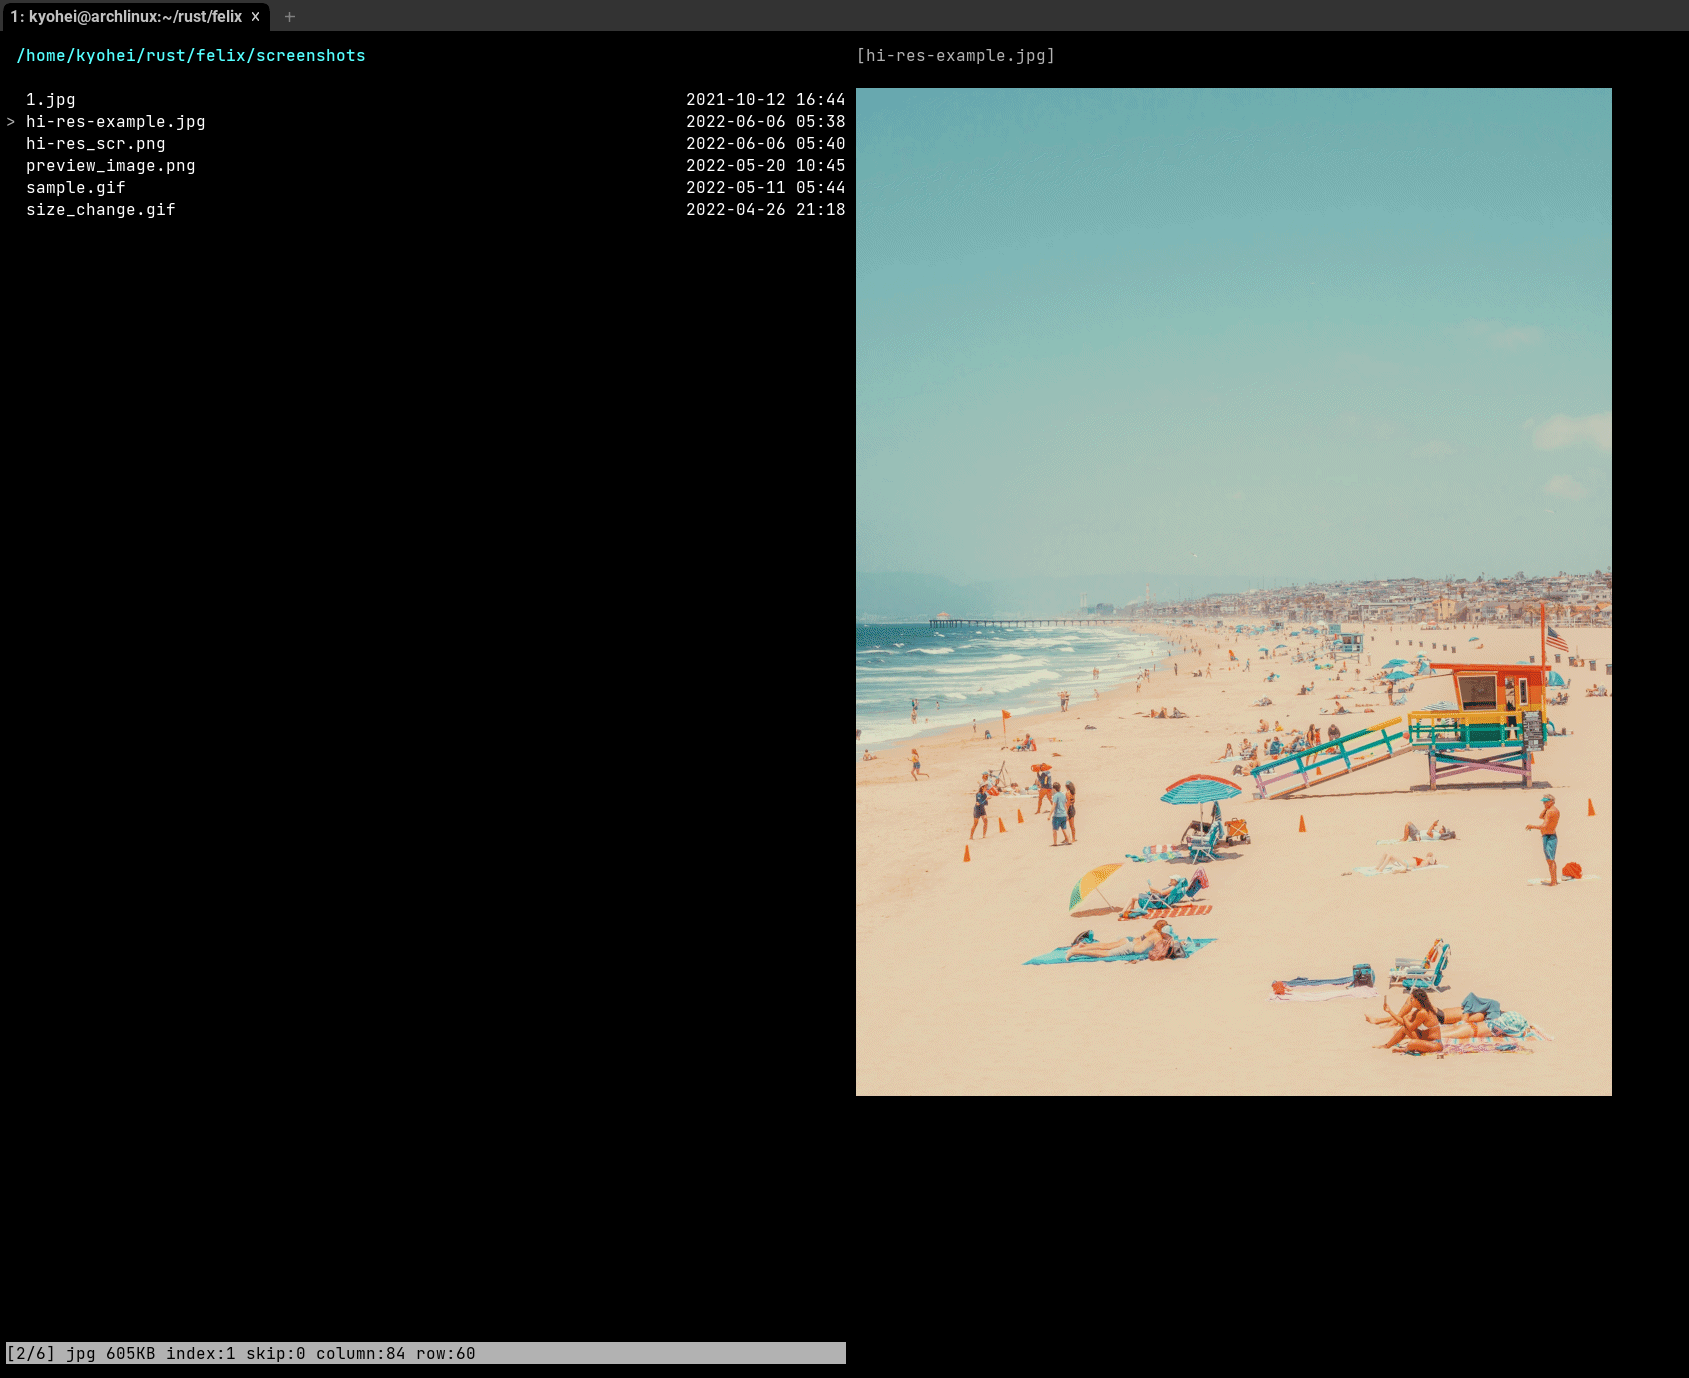 1: kyohei@archlinux:~/rust/felix × +
/home/kyohei/rust/felix/screenshots
[hi-res-example.jpg]
1.jpg 2021-10-12 16:44
> hi-res-example.jpg 2022-06-06 05:38
hi-res_scr.png 2022-06-06 05:40
preview_image.png 2022-05-20 10:45
sample.gif 2022-05-11 05:44
size_change.gif 2022-04-26 21:18
[2/6] jpg 605KB index:1 skip:0 column:84 row:60